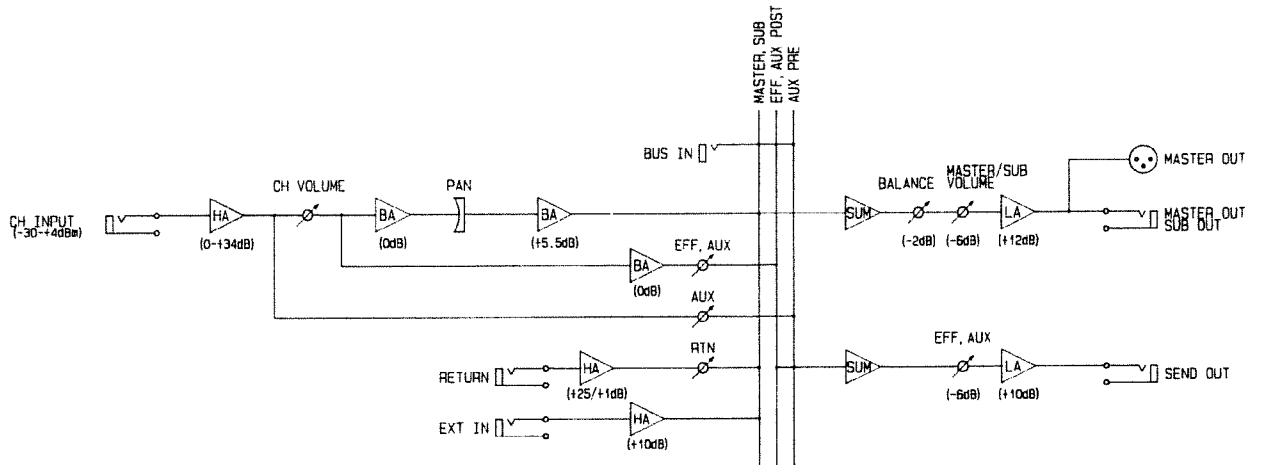 MASTER, SUB
EFF, AUX POST
AUX PRE
BUS IN
CH INPUT
(-30-+4dBm)
HA
(0-+34dB)
CH VOLUME
BA
(0dB)
PAN
BA
(+5.5dB)
BA
(0dB)
EFF, AUX
AUX
RETURN
HA
(+25/+1dB)
RTN
EXT IN
HA
(+10dB)
SUM
BALANCE
(-2dB)
MASTER/SUB
VOLUME
(-6dB)
LA
(+12dB)
MASTER OUT
MASTER OUT
SUB OUT
SUM
EFF, AUX
(-6dB)
LA
(+10dB)
SEND OUT